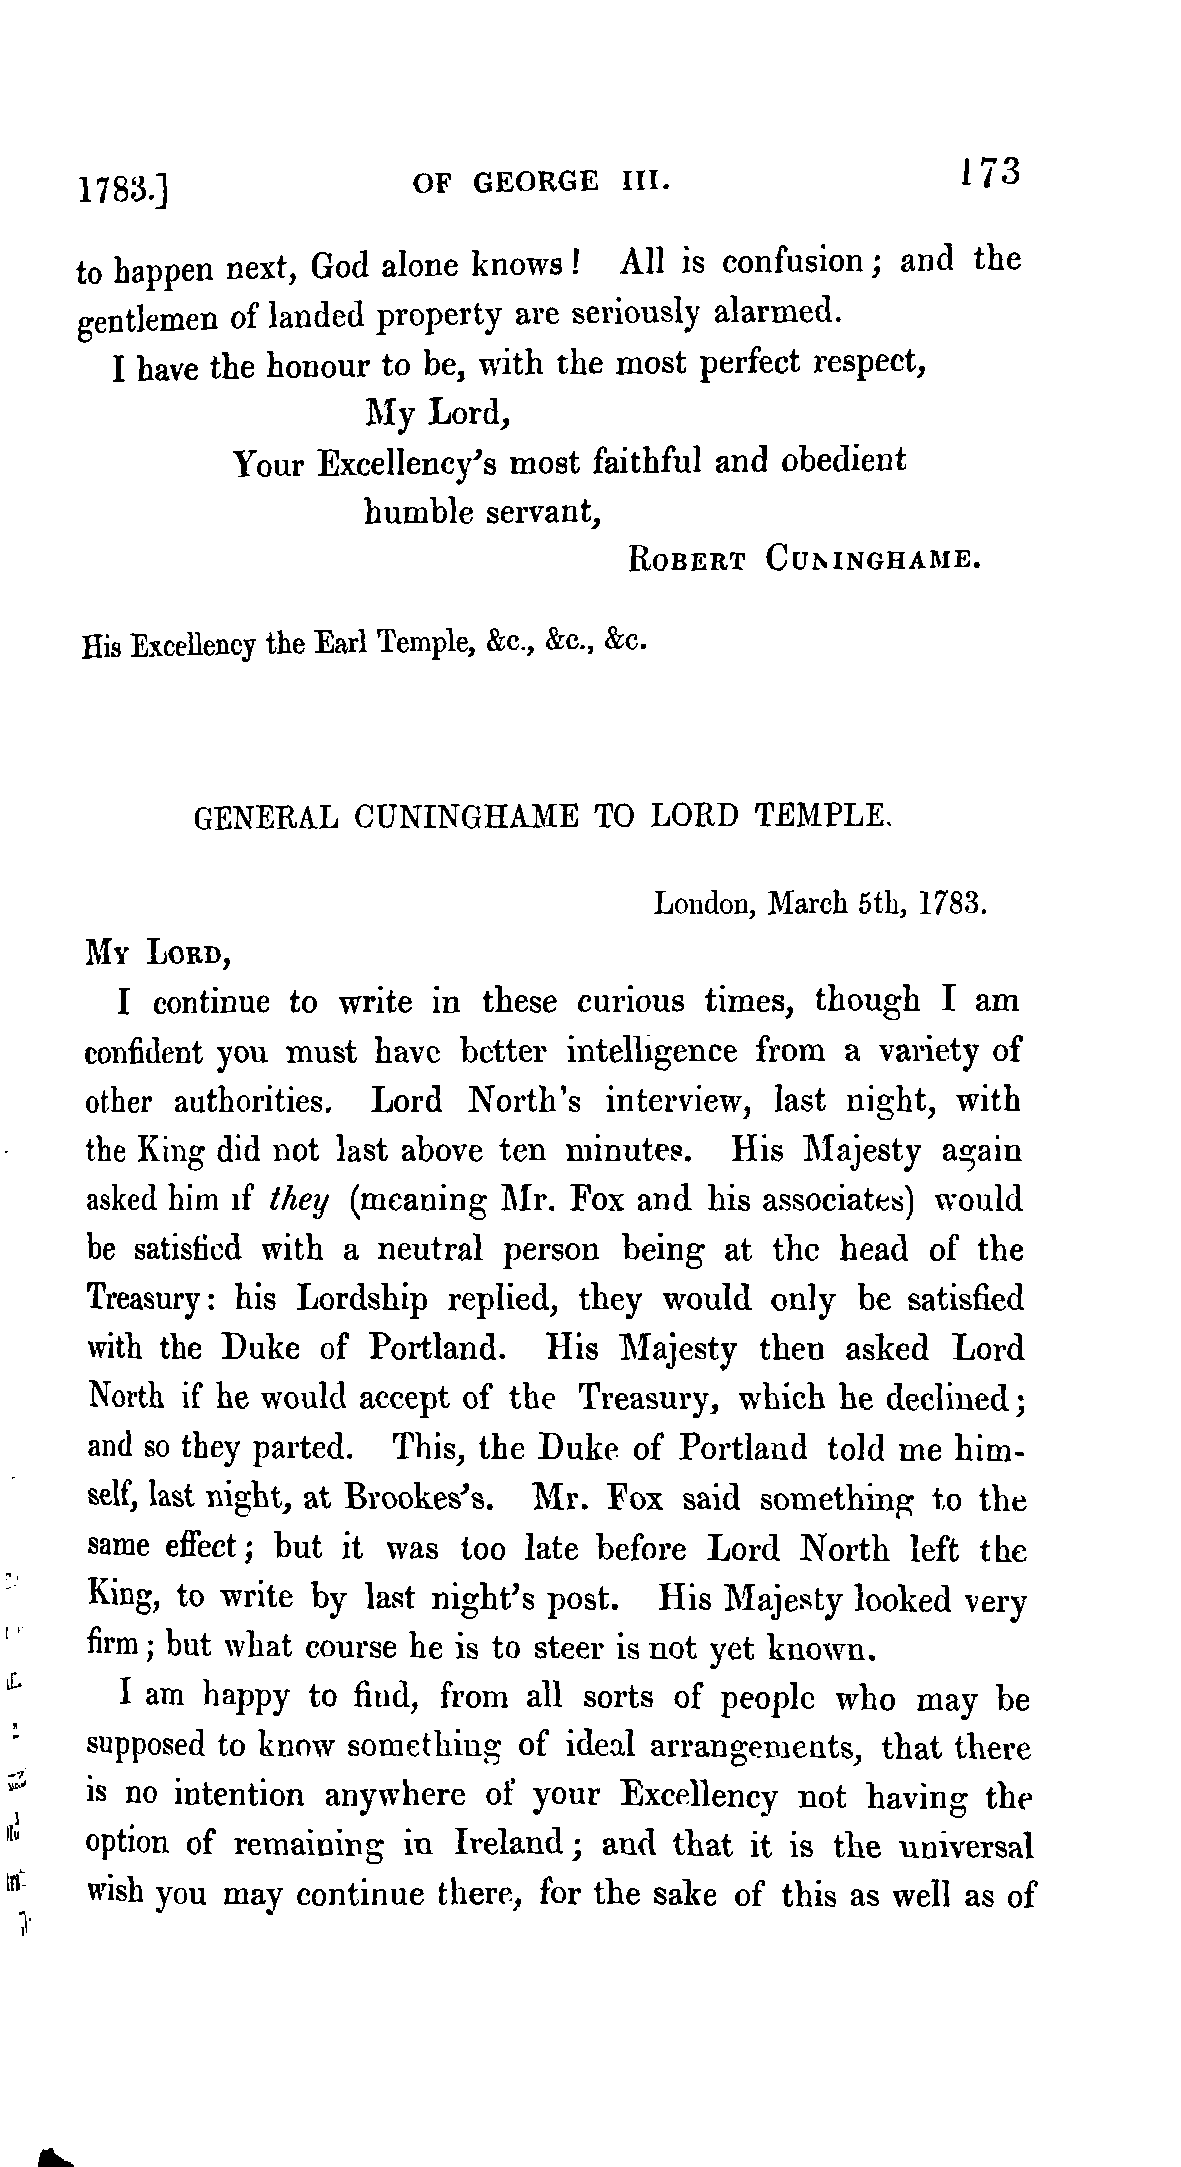 1783.] OF GEORGE III. 173
to happen next, God alone knows! All is confusion; and the
gentlemen of landed property are seriously alarmed.
I have the honour to be, with the most perfect respect,
My Lord,
Your Excellency's most faithful and obedient
humble servant,
ROBERT CUNINGHAME.
His Excellency the Earl Temple, &c., &c., &c.
GENERAL CUNINGHAME TO LORD TEMPLE.
London, March 5th, 1783.
MY LORD,
I continue to write in these curious times, though I am
confident you must have better intelligence from a variety of
other authorities. Lord North's interview, last night, with
the King did not last above ten minutes. His Majesty again
asked him if they (meaning Mr. Fox and his associates) would
be satisfied with a neutral person being at the head of the
Treasury: his Lordship replied, they would only be satisfied
with the Duke of Portland. His Majesty then asked Lord
North if he would accept of the Treasury, which he declined;
and so they parted. This, the Duke of Portland told me him-
self, last night, at Brookes's. Mr. Fox said something to the
same effect; but it was too late before Lord North left the
King, to write by last night's post. His Majesty looked very
firm; but what course he is to steer is not yet known.
I am happy to find, from all sorts of people who may be
supposed to know something of ideal arrangements, that there
is no intention anywhere of your Excellency not having the
option of remaining in Ireland; and that it is the universal
wish you may continue there, for the sake of this as well as of